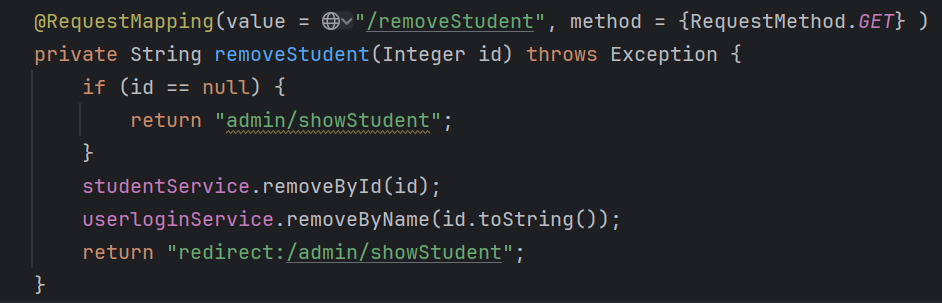 @RequestMapping(value = "/removeStudent", method = {RequestMethod.GET} )
private String removeStudent(Integer id) throws Exception {
    if (id == null) {
        return "admin/showStudent";
    }
    studentService.removeById(id);
    userloginService.removeByName(id.toString());
    return "redirect:/admin/showStudent";
}